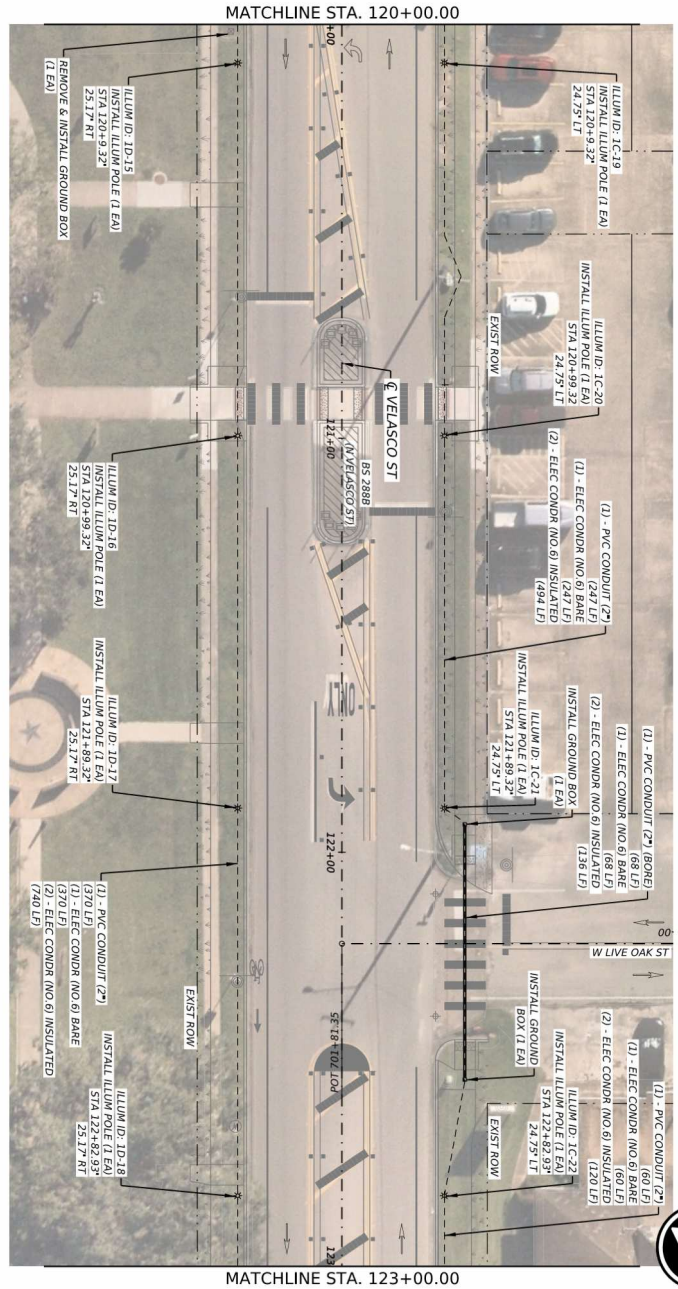 MATCHLINE STA. 120+00.00
ILLUM ID: 1C-19
INSTALL ILLUM POLE (1 EA)
STA 120+9.32"
24.75" LT
ILLUM ID: 1D-15
INSTALL ILLUM POLE (1 EA)
STA 120+9.32"
25.17" RT
REMOVE & INSTALL GROUND BOX
(1 EA)
+00
ILLUM ID: 1C-20
INSTALL ILLUM POLE (1 EA)
STA 120+99.32
24.75" LT
EXIST ROW
℄ VELASCO ST
121+00
(N VELASCO ST)
BS 288B
ILLUM ID: 1D-16
INSTALL ILLUM POLE (1 EA)
STA 120+99.32"
25.17" RT
(1) - PVC CONDUIT (2")
(247 LF)
(1) - ELEC CONDR (NO.6) BARE
(247 LF)
(2) - ELEC CONDR (NO.6) INSULATED
(494 LF)
ILLUM ID: 1C-21
INSTALL ILLUM POLE (1 EA)
STA 121+89.32"
24.75" LT
INSTALL GROUND BOX
(1 EA)
(1) - PVC CONDUIT (2") (BORE)
(68 LF)
(1) - ELEC CONDR (NO.6) BARE
(68 LF)
(2) - ELEC CONDR (NO.6) INSULATED
(136 LF)
ONLY
ILLUM ID: 1D-17
INSTALL ILLUM POLE (1 EA)
STA 121+89.32"
25.17" RT
122+00
00+
W LIVE OAK ST
(1) - PVC CONDUIT (2")
(370 LF)
(1) - ELEC CONDR (NO.6) BARE
(370 LF)
(2) - ELEC CONDR (NO.6) INSULATED
(740 LF)
EXIST ROW
POT 701+81.35
INSTALL GROUND
BOX (1 EA)
ILLUM ID: 1C-22
INSTALL ILLUM POLE (1 EA)
STA 122+82.93"
24.75" LT
(1) - PVC CONDUIT (2")
(60 LF)
(1) - ELEC CONDR (NO.6) BARE
(60 LF)
(2) - ELEC CONDR (NO.6) INSULATED
(120 LF)
EXIST ROW
ILLUM ID: 1D-18
INSTALL ILLUM POLE (1 EA)
STA 122+82.93"
25.17" RT
123
MATCHLINE STA. 123+00.00